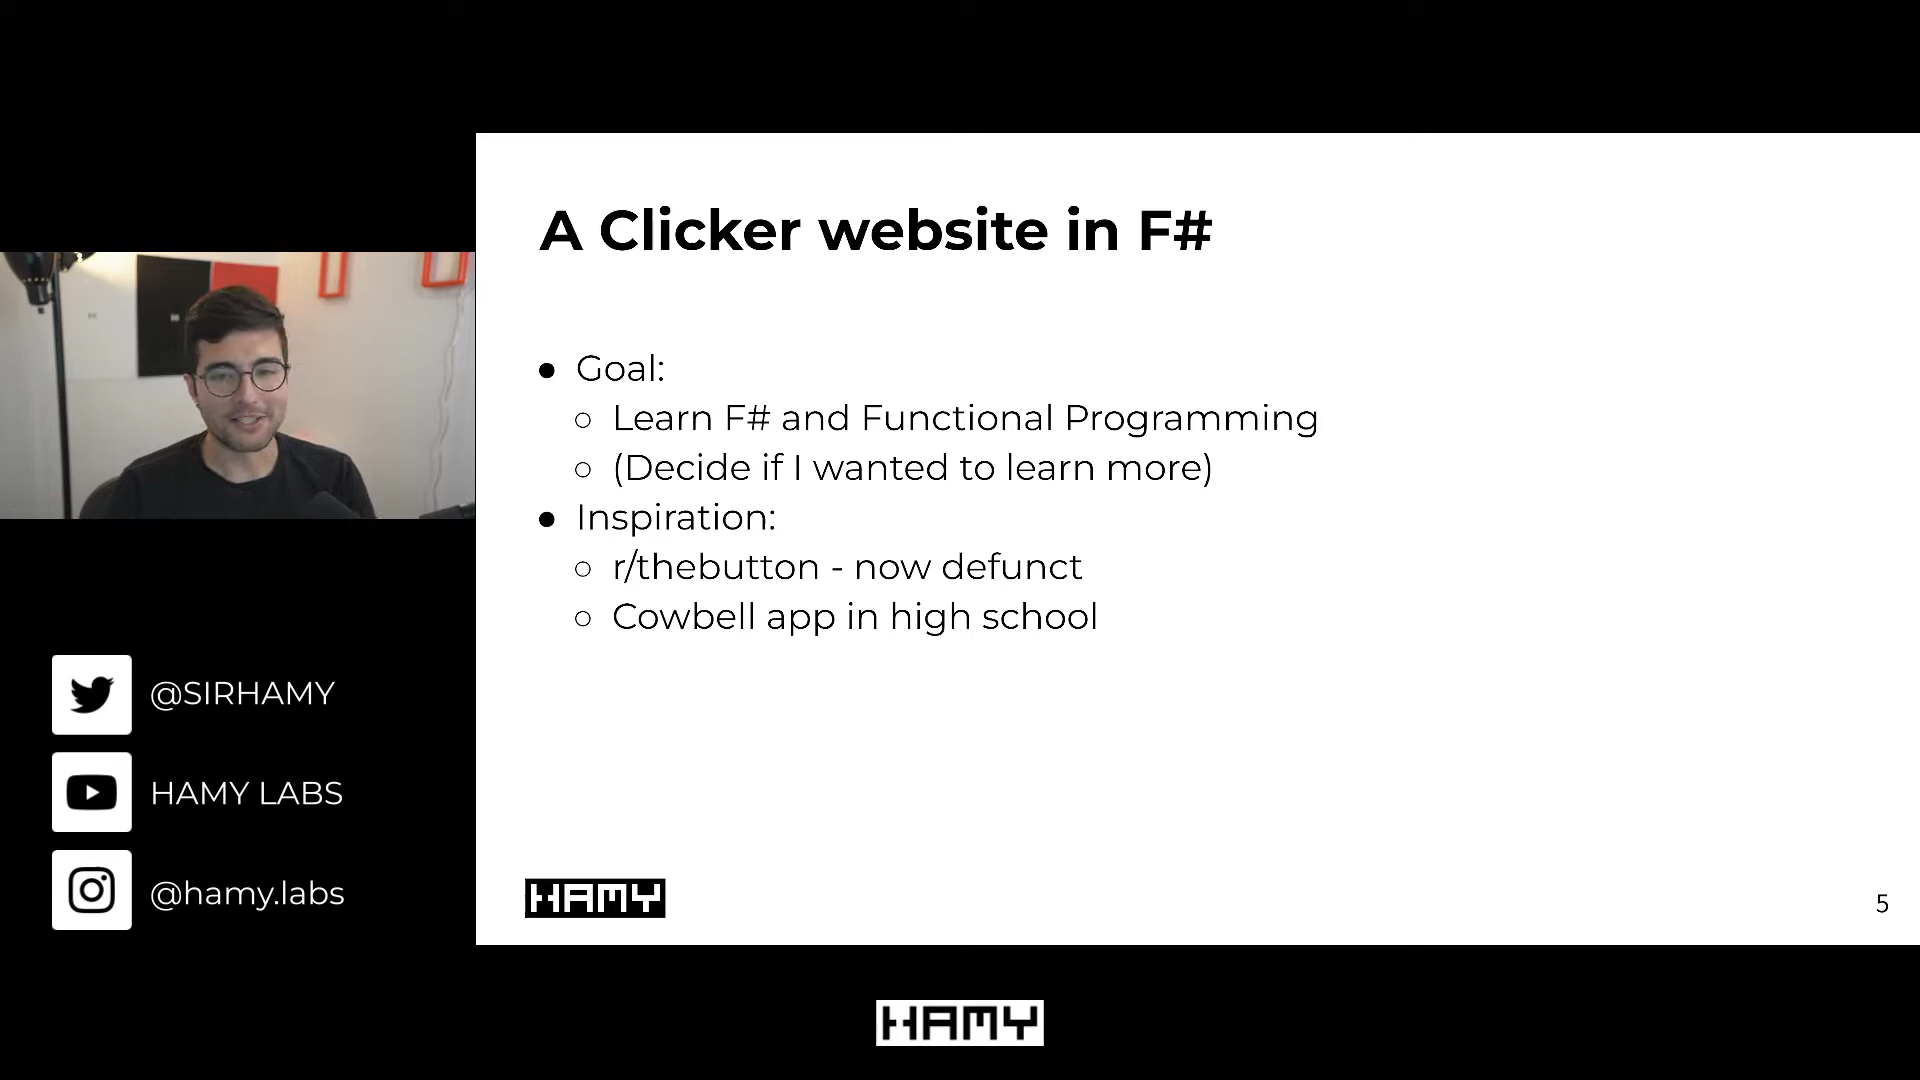 A Clicker website in F#
Goal:
Learn F# and Functional Programming
(Decide if I wanted to learn more)
Inspiration:
r/thebutton - now defunct
Cowbell app in high school
@SIRHAMY
HAMY LABS
@hamy.labs
HAMY
5
HAMY